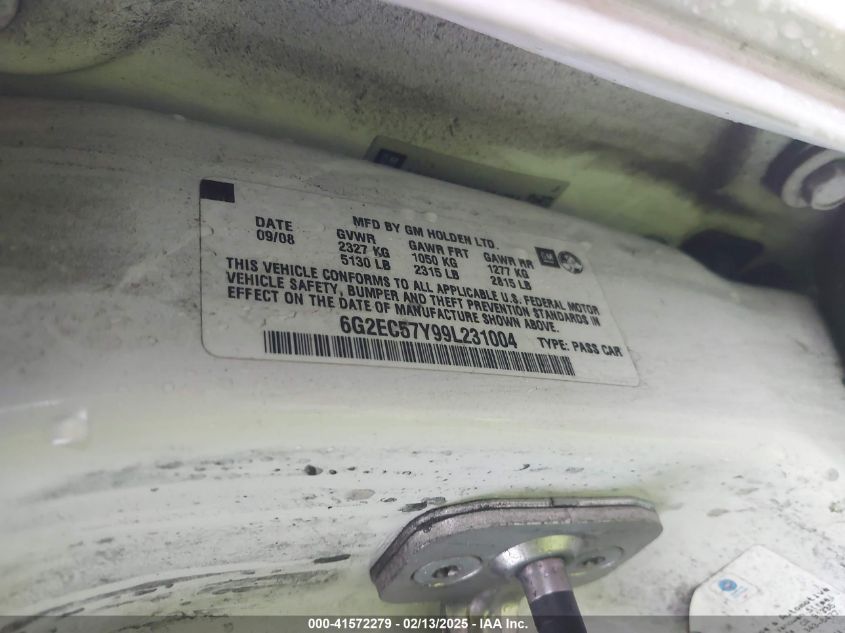 MFD BY GM HOLDEN LTD.
DATE GVWR GAWR FRT GAWR RR
09/08 2327 KG 1050 KG 1277 KG
5130 LB 2315 LB 2815 LB
GM
THIS VEHICLE CONFORMS TO ALL APPLICABLE U.S. FEDERAL MOTOR
VEHICLE SAFETY, BUMPER AND THEFT PREVENTION STANDARDS IN
EFFECT ON THE DATE OF MANUFACTURE SHOWN ABOVE.
6G2EC57Y99L231004 TYPE: PASS CAR
000-41572279 - 02/13/2025 - IAA Inc.